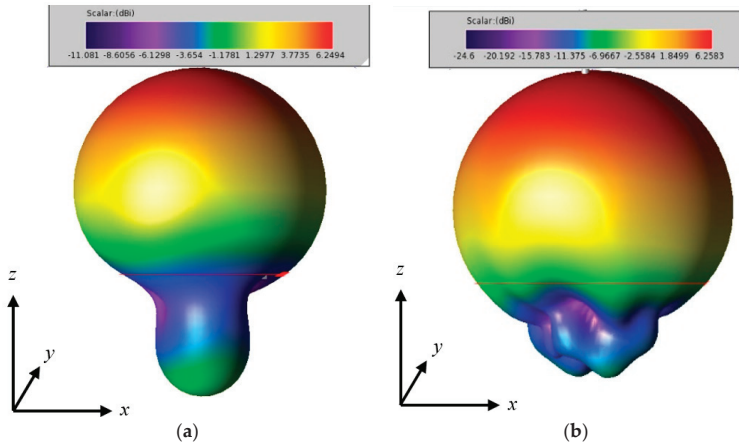 Scalar:(dBi)
-11.081 -8.6056 -6.1298 -3.654 -1.1781 1.2977 3.7735 6.2494
Scalar:(dBi)
-24.6 -20.192 -15.783 -11.375 -6.9667 -2.5584 1.8499 6.2583
z
y
x
z
y
x
(a)
(b)